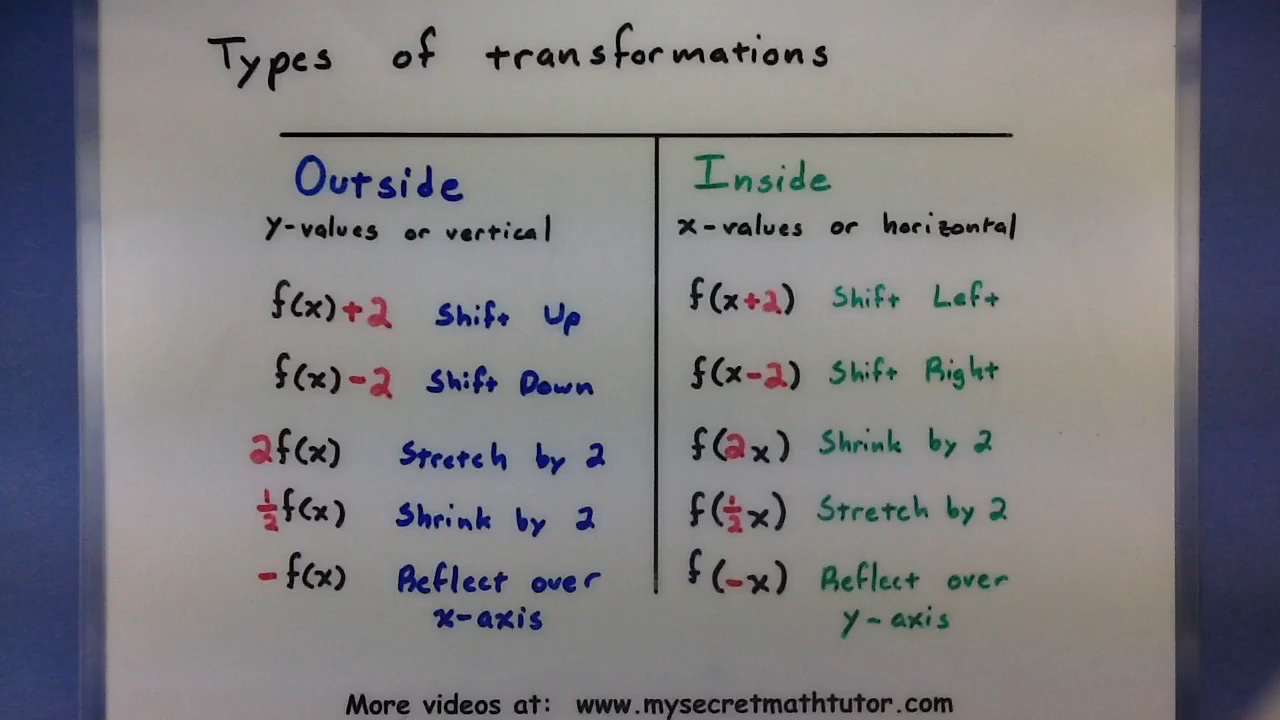 Types of transformations
Outside
y-values or vertical
f(x)+2 Shift Up
f(x)-2 Shift Down
2f(x) Stretch by 2
½f(x) Shrink by 2
-f(x) Reflect over
x-axis
Inside
x-values or horizontal
f(x+2) Shift Left
f(x-2) Shift Right
f(2x) Shrink by 2
f(½x) Stretch by 2
f(-x) Reflect over
y-axis
More videos at: www.mysecretmathtutor.com